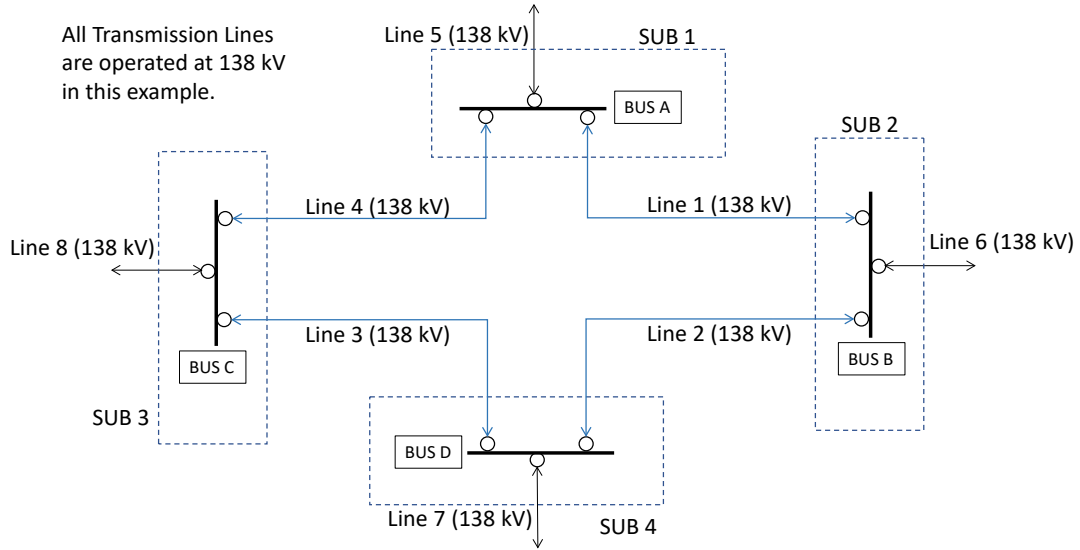 All Transmission Lines
are operated at 138 kV
in this example.
Line 5 (138 kV)
SUB 1
BUS A
SUB 2
Line 4 (138 kV)
Line 1 (138 kV)
Line 8 (138 kV)
Line 6 (138 kV)
Line 3 (138 kV)
Line 2 (138 kV)
BUS C
BUS B
SUB 3
BUS D
Line 7 (138 kV)
SUB 4